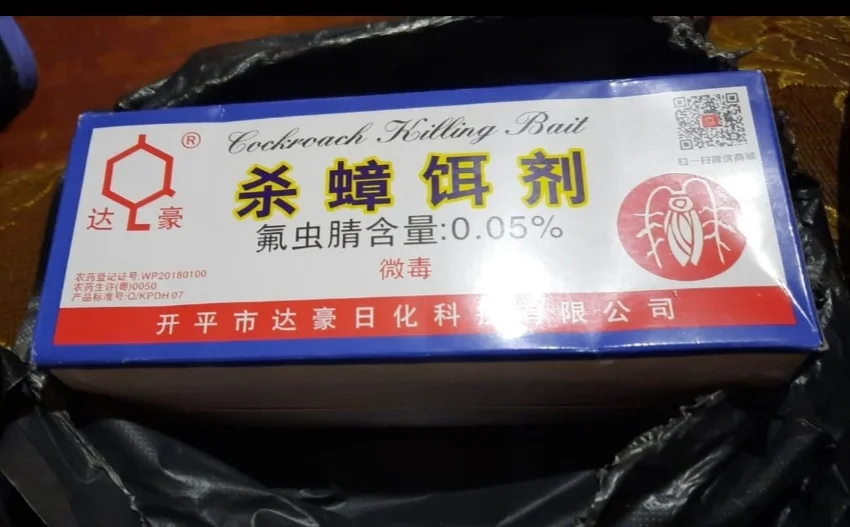 ®
Cockroach Killing Bait
扫一扫微信商城
杀蟑饵剂
达豪
氟虫腈含量:0.05%
微毒
农药登记证号:WP20180100
农药生许(粤)0050
产品标准号:Q/KPDH 07
开平市达豪日化科技有限公司